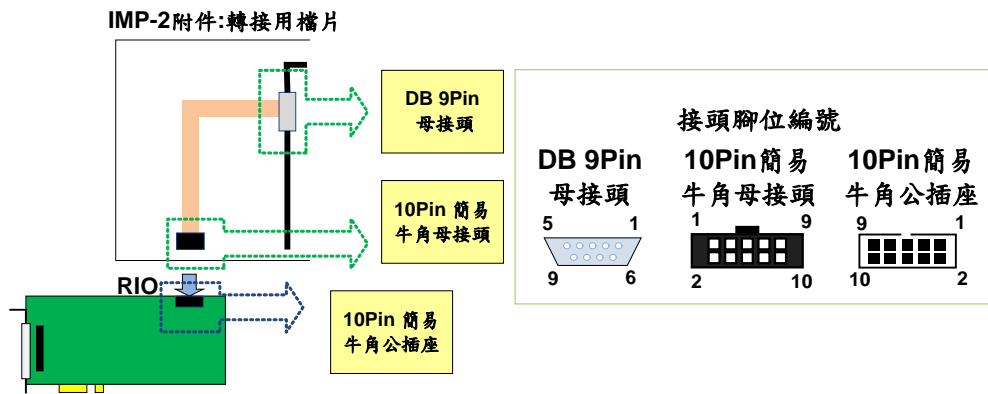 IMP-2附件:轉接用檔片
DB 9Pin
母接頭
10Pin 簡易
牛角母接頭
RIO
10Pin 簡易
牛角公插座
接頭腳位編號
DB 9Pin
母接頭
5 1
9 6
10Pin簡易
牛角母接頭
1 9
2 10
10Pin簡易
牛角公插座
9 1
10 2